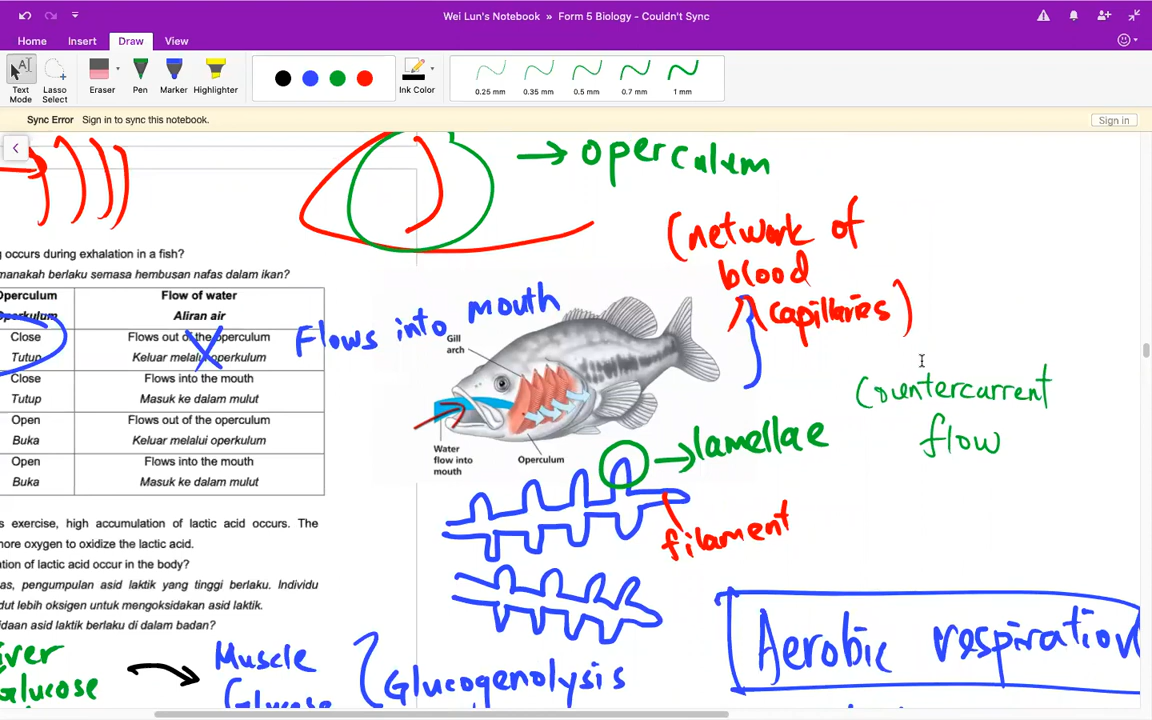 Wei Lun's Notebook » Form 5 Biology - Couldn't Sync
Home Insert Draw View
Text Mode
Lasso Select
Eraser
Pen
Marker
Highlighter
Ink Color
0.25 mm 0.35 mm 0.5 mm 0.7 mm 1 mm
Sync Error Sign in to sync this notebook.
Sign in
→ operculem
(network of
blood
capillaries)
g occurs during exhalation in a fish?
manakah berlaku semasa hembusan nafas dalam ikan?
Operculum Flow of water
Operkulum Aliran air
Close Flows out of the operculum
Tutup Keluar melalui operkulum
Close Flows into the mouth
Tutup Masuk ke dalam mulut
Open Flows out of the operculum
Buka Keluar melalui operkulum
Open Flows into the mouth
Buka Masuk ke dalam mulut
Flows into mouth
Gill
arch
Water
flow into
mouth
Operculum
Countercurrent
flow
→ lamellae
filament
s exercise, high accumulation of lactic acid occurs. The
more oxygen to oxidize the lactic acid.
ation of lactic acid occur in the body?
as, pengumpulan asid laktik yang tinggi berlaku. Individu
dut lebih oksigen untuk mengoksidakan asid laktik.
sidaan asid laktik berlaku di dalam badan?
iver
Glucose
Muscle
Glucose
Glucogenolysis
Aerobic respiration